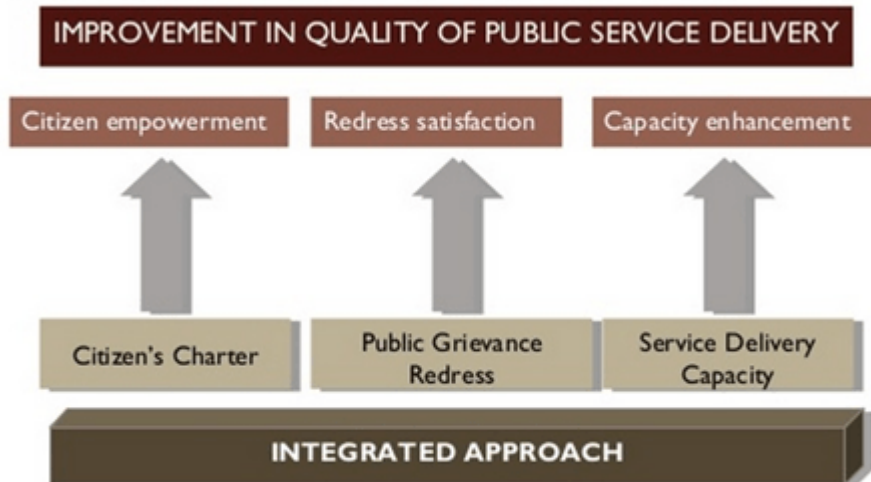 IMPROVEMENT IN QUALITY OF PUBLIC SERVICE DELIVERY
Citizen empowerment
Redress satisfaction
Capacity enhancement
Citizen's Charter
Public Grievance
Redress
Service Delivery
Capacity
INTEGRATED APPROACH